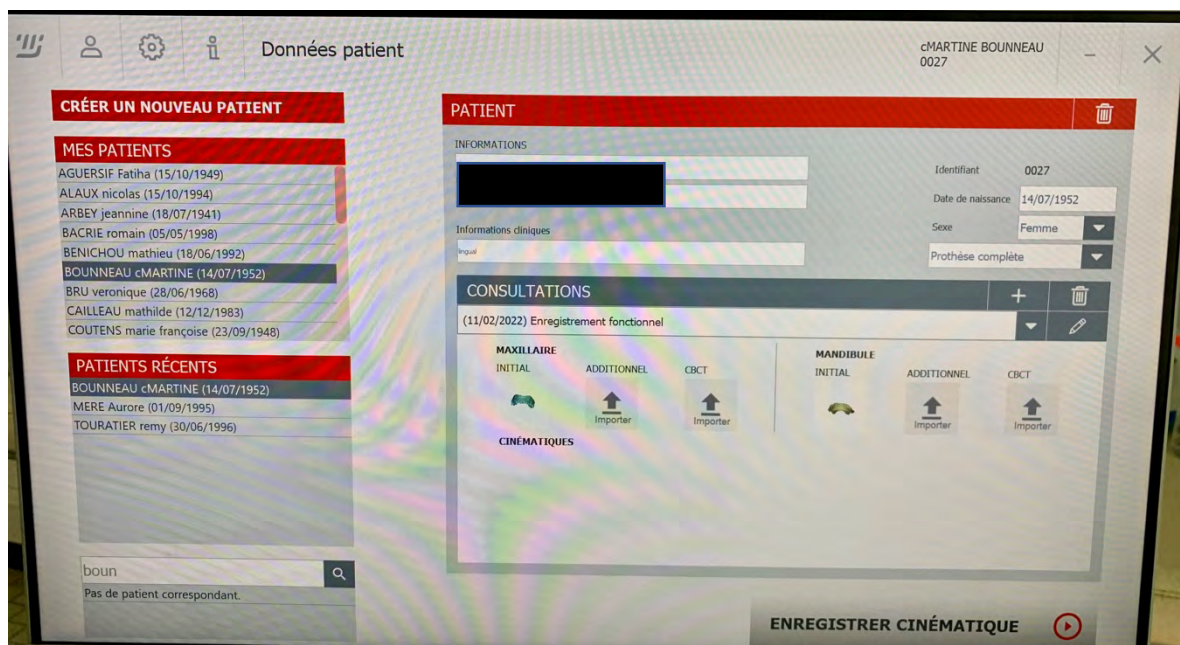 Données patient
cMARTINE BOUNNEAU
0027
CRÉER UN NOUVEAU PATIENT
MES PATIENTS
AGUERSIF Fatiha (15/10/1949)
ALAUX nicolas (15/10/1994)
ARBEY jeannine (18/07/1941)
BACRIE romain (05/05/1998)
BENICHOU mathieu (18/06/1992)
BOUNNEAU cMARTINE (14/07/1952)
BRU veronique (28/06/1968)
CAILLEAU mathilde (12/12/1983)
COUTENS marie françoise (23/09/1948)
PATIENTS RÉCENTS
BOUNNEAU cMARTINE (14/07/1952)
MERE Aurore (01/09/1995)
TOURATIER remy (30/06/1996)
boun
Pas de patient correspondant.
PATIENT
INFORMATIONS
Identifiant 0027
Date de naissance 14/07/1952
Informations cliniques
Sexe Femme
lingual
Prothèse complète
CONSULTATIONS
(11/02/2022) Enregistrement fonctionnel
MAXILLAIRE
INITIAL ADDITIONNEL CBCT
Importer Importer
MANDIBULE
INITIAL ADDITIONNEL CBCT
Importer Importer
CINÉMATIQUES
ENREGISTRER CINÉMATIQUE